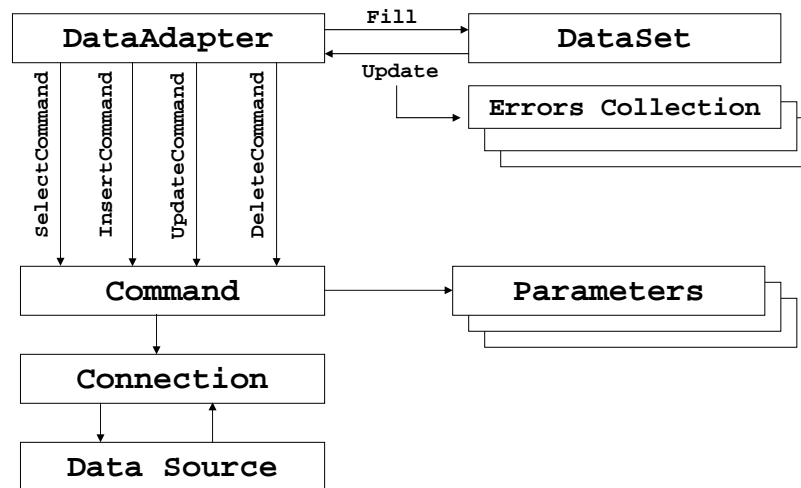 DataAdapter
Fill
DataSet
Update
Errors Collection
SelectCommand
InsertCommand
UpdateCommand
DeleteCommand
Command
Parameters
Connection
Data Source